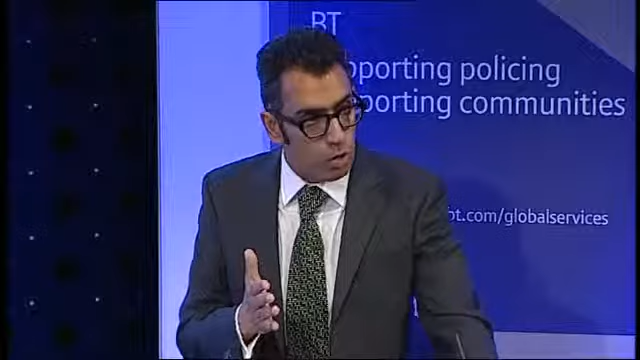 BT
pporting policing
pporting communities
bt.com/globalservices